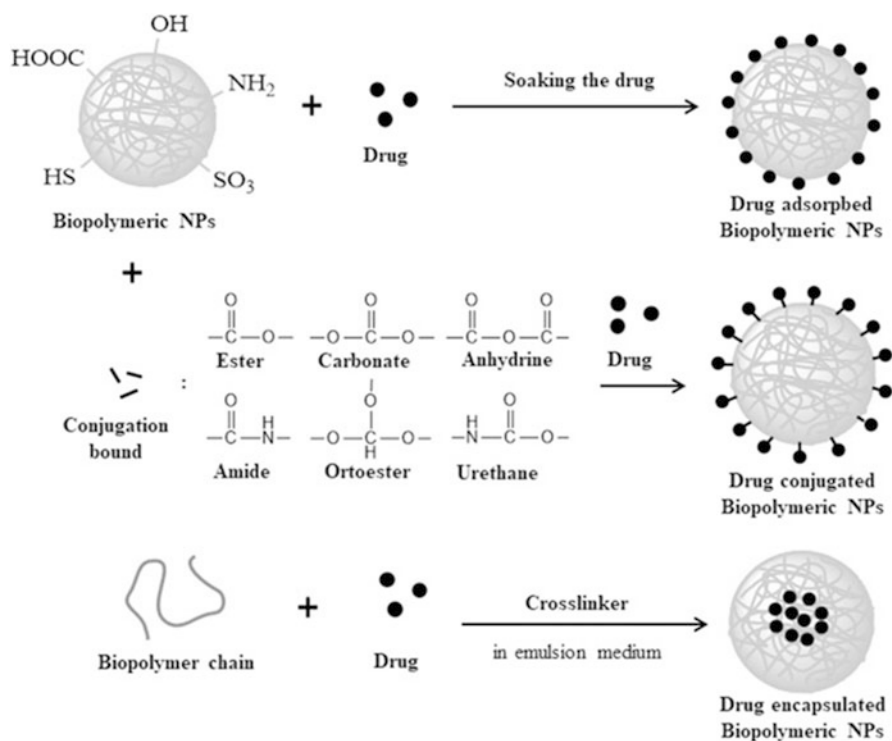 OH
HOOC
NH2
HS
SO3
Biopolymeric NPs
+
Drug
Soaking the drug
Drug adsorpbed
Biopolymeric NPs
+
:
Conjugation
bound
O O O O
—C—O— —O—C—O— —C—O—C—
Ester Carbonate Anhydrine
O O O
H H
—C—N— —O—C—O— —N—C—O—
H
Amide Ortoester Urethane
Drug
Drug conjugated
Biopolymeric NPs
Biopolymer chain
+
Drug
Crosslinker
in emulsion medium
Drug encapsulated
Biopolymeric NPs